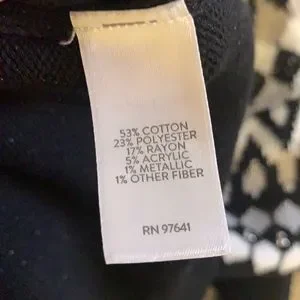 53% COTTON
23% POLYESTER
17% RAYON
5% ACRYLIC
1% METALLIC
1% OTHER FIBER
RN 97641